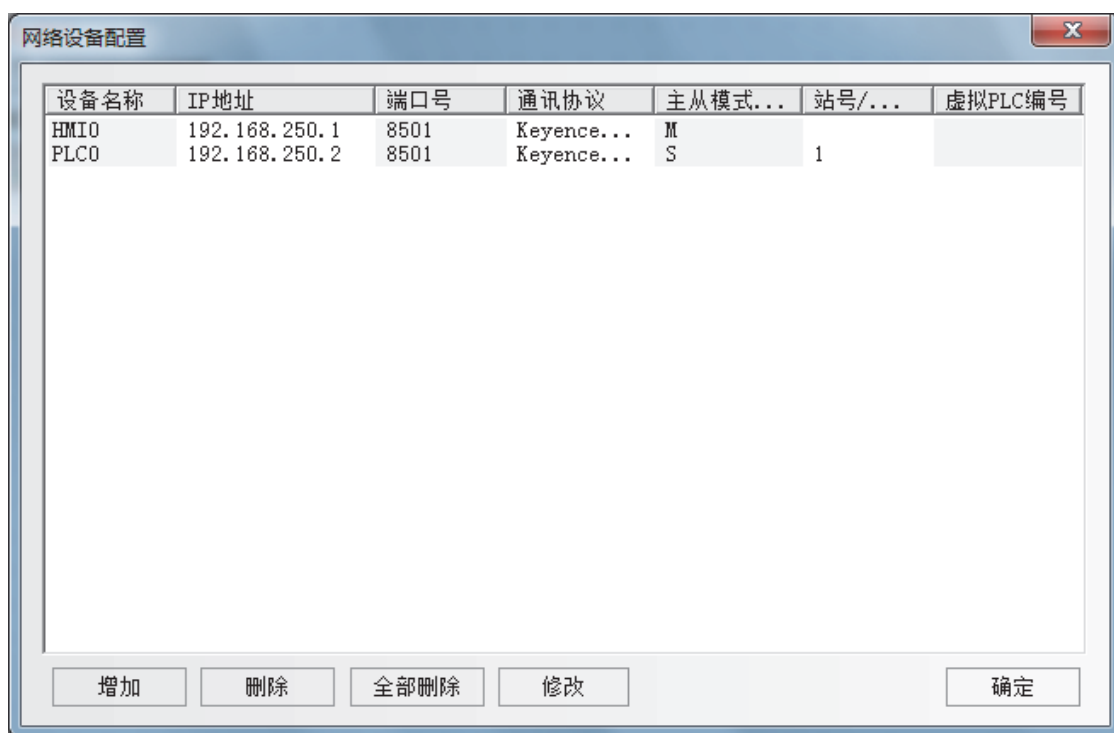 网络设备配置
设备名称 IP地址 端口号 通讯协议 主从模式... 站号/... 虚拟PLC编号
HMI0 192.168.250.1 8501 Keyence... M
PLC0 192.168.250.2 8501 Keyence... S 1
增加 删除 全部删除 修改 确定